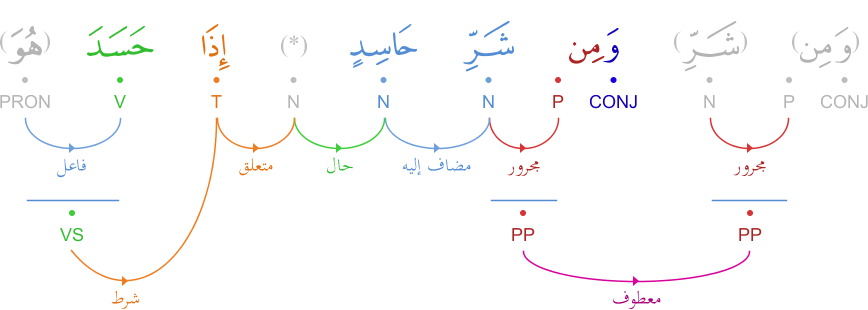 (وَمِن) (شَرِّ) وَمِن شَرِّ حَاسِدٍ (*) إِذَا حَسَدَ (هُوَ)
PRON V T N N N P CONJ N P CONJ
فاعل متعلق حال مضاف إليه مجرور مجرور
VS PP PP
شرط معطوف